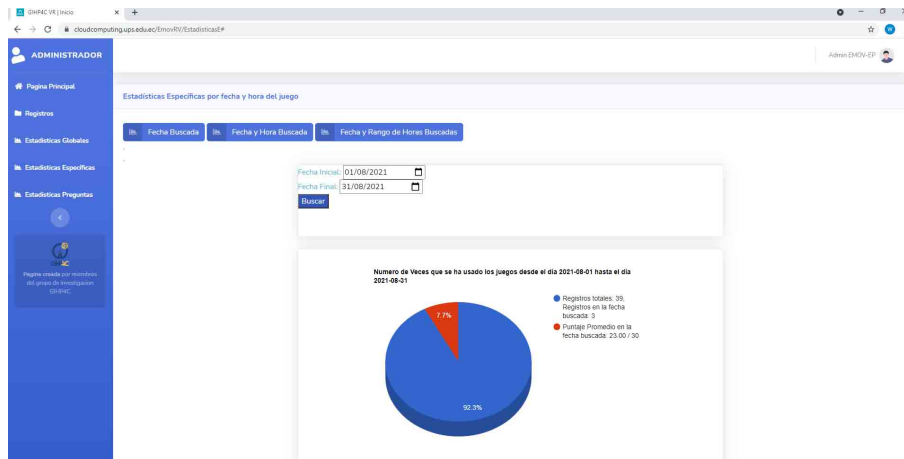 GIHP4C VR | Inicio
cloudcomputing.ups.edu.ec/EmovRV/EstadisticasE#
ADMINISTRADOR
Admin EMOV-EP
Pagina Principal
Registros
Estadisticas Globales
Estadisticas Específicas
Estadisticas Preguntas
Pagina creada por miembros
del grupo de investigacion
GIHP4C
Estadísticas Específicas por fecha y hora del juego
Fecha Buscada
Fecha y Hora Buscada
Fecha y Rango de Horas Buscadas
Fecha Inicial: 01/08/2021
Fecha Final: 31/08/2021
Buscar
Numero de Veces que se ha usado los juegos desde el dia 2021-08-01 hasta el dia
2021-08-31
7.7%
92.3%
Registros totales: 39,
Registros en la fecha
buscada: 3
Puntaje Promedio en la
fecha buscada: 23.00 / 30